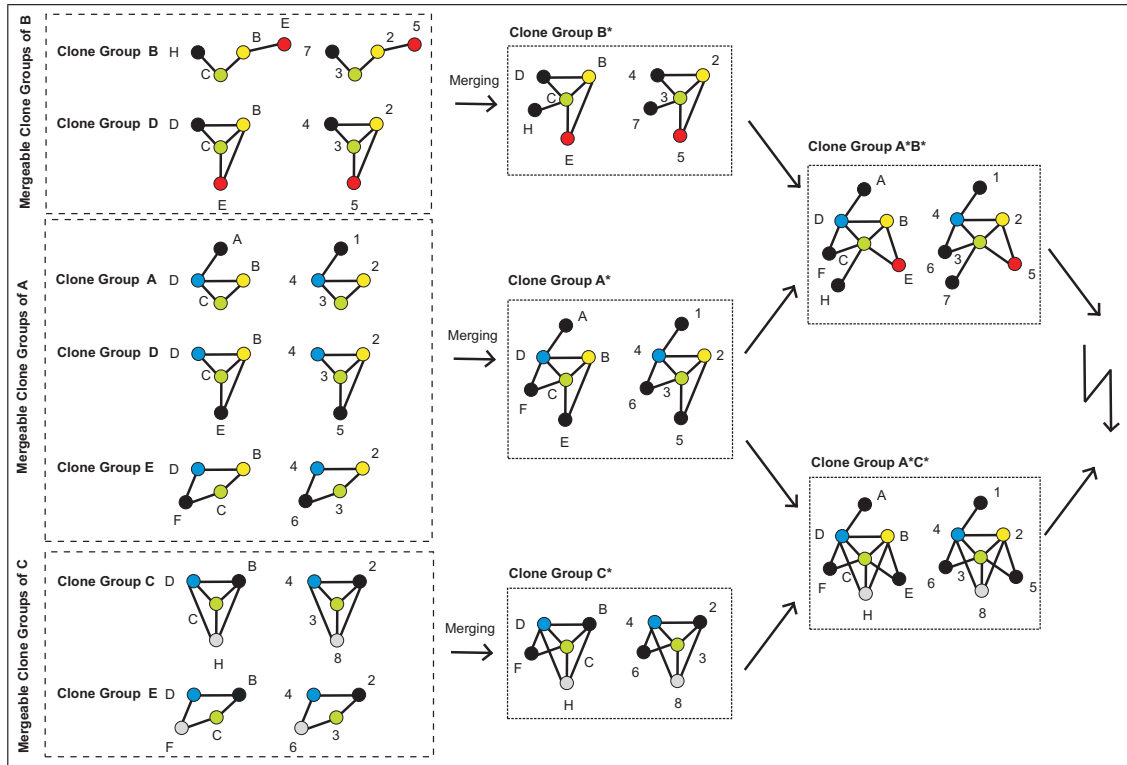 Mergeable Clone Groups of B
Clone Group B
H
C
B
E
7
3
2
5
Clone Group D
D
B
C
E
4
2
3
5
Merging
Clone Group B*
D
B
C
H
E
4
2
3
7
5
Mergeable Clone Groups of A
Clone Group A
A
D
B
C
1
4
2
3
Clone Group D
D
B
C
E
4
2
3
5
Clone Group E
D
B
F
C
4
2
6
3
Merging
Clone Group A*
A
D
B
C
F
E
1
4
2
3
6
5
Mergeable Clone Groups of C
Clone Group C
D
B
C
H
4
2
3
8
Clone Group E
D
B
F
C
4
2
6
3
Merging
Clone Group C*
D
B
F
C
H
4
2
6
3
8
Clone Group A*B*
A
D
B
F
C
E
H
1
4
2
6
3
5
7
Clone Group A*C*
A
D
B
F
C
E
H
1
4
2
6
3
5
8